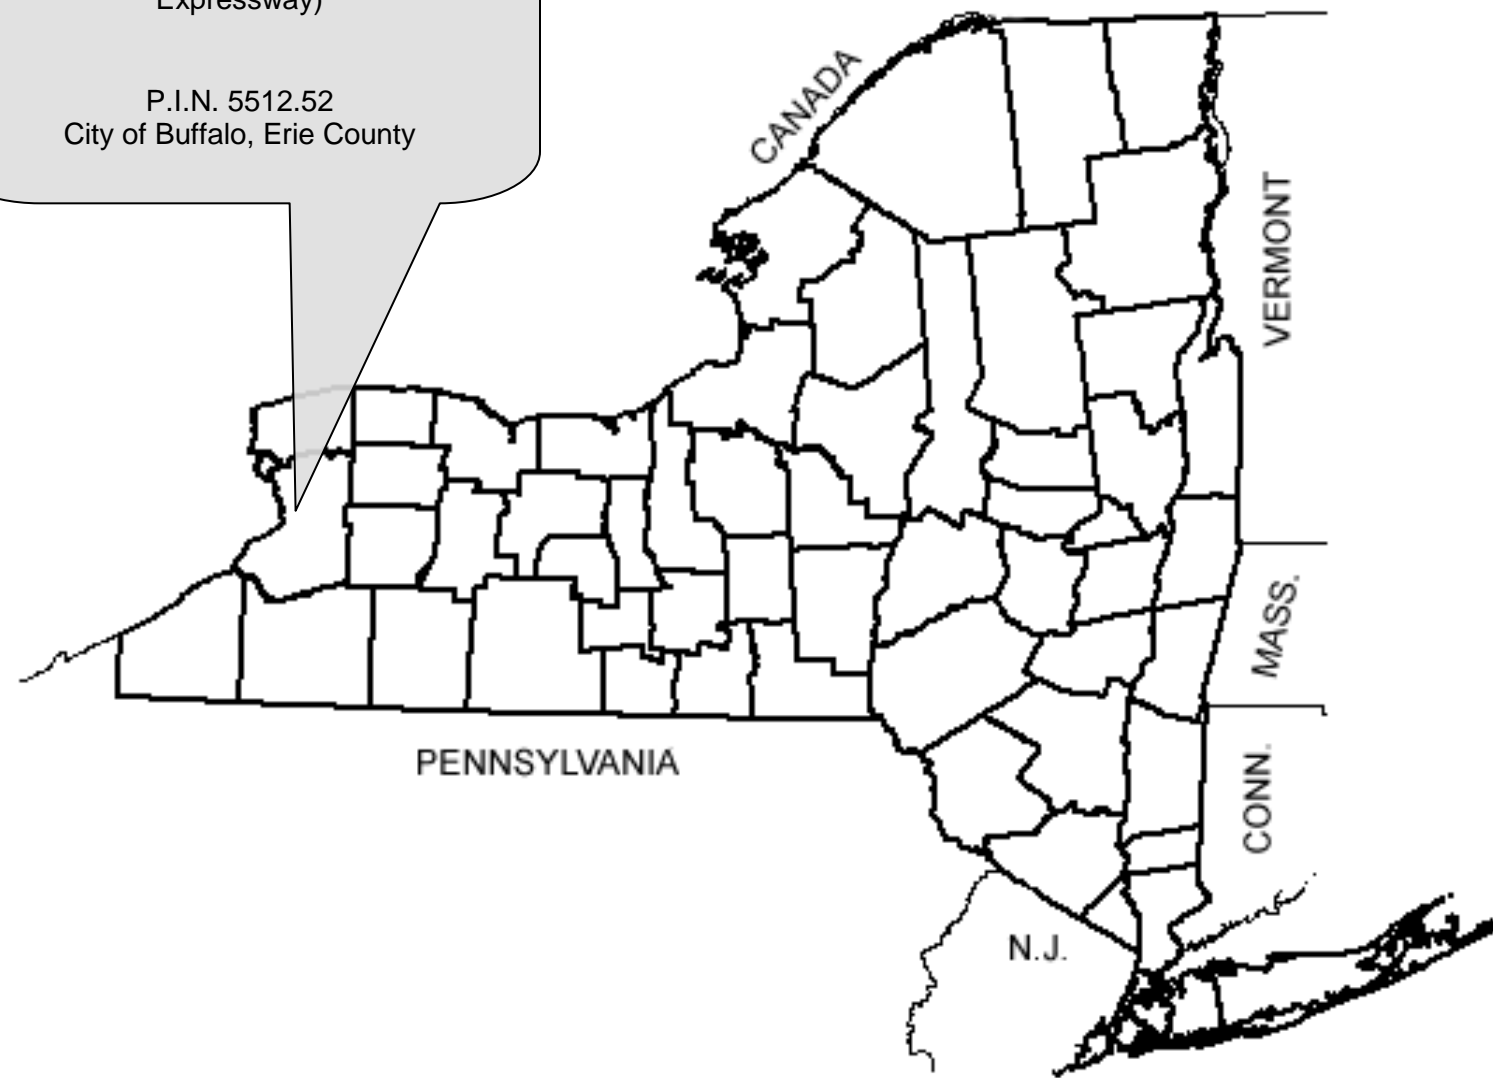 Expressway)
P.I.N. 5512.52
City of Buffalo, Erie County
CANADA
VERMONT
MASS.
PENNSYLVANIA
CONN.
N.J.